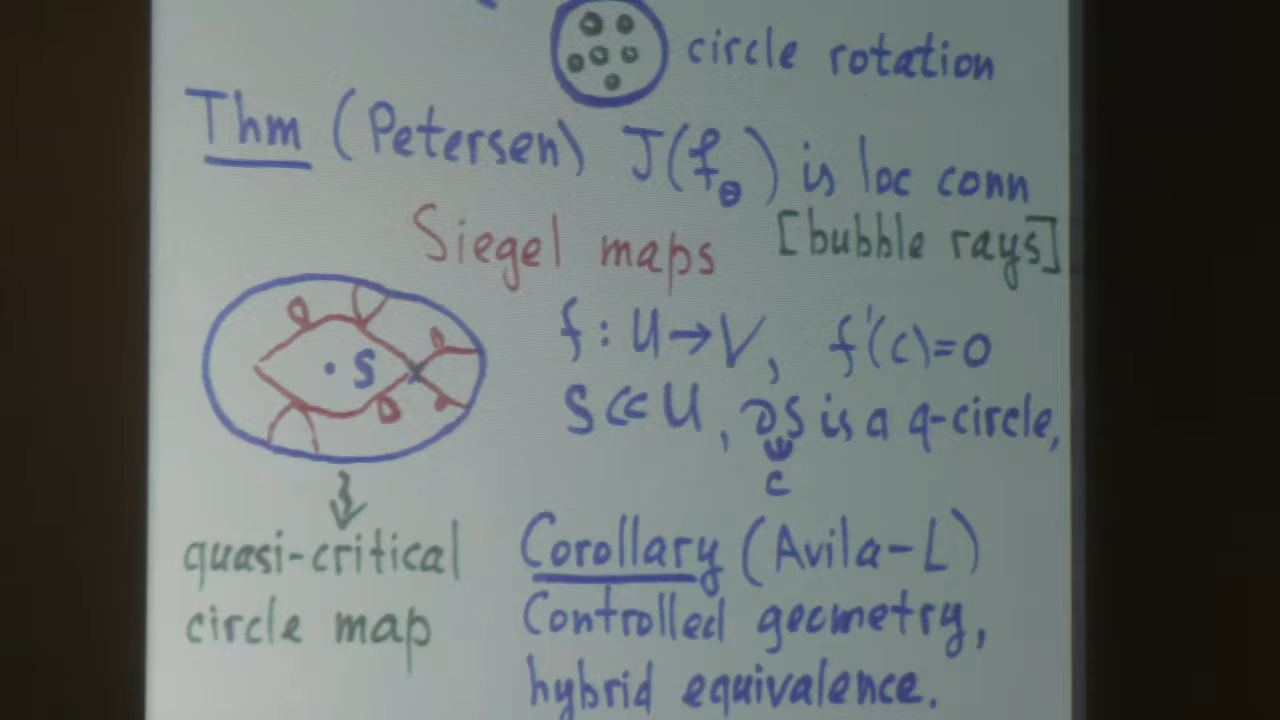 circle rotation
Thm (Petersen) J(f_θ) is loc conn
Siegel maps [bubble rays]
S
f : U → V, f'(c)=0
S ⋐ U, ∂S is a q-circle,
∪
c
quasi-critical
circle map
Corollary (Avila-L)
Controlled geometry,
hybrid equivalence.